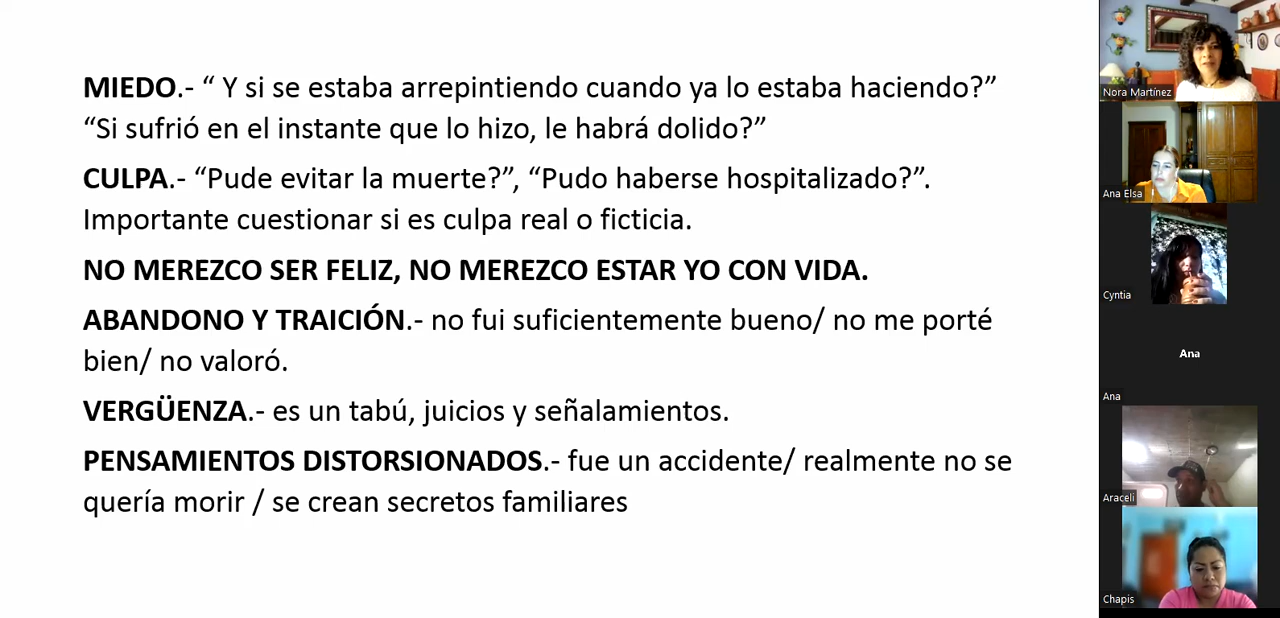 MIEDO.- “ Y si se estaba arrepintiendo cuando ya lo estaba haciendo?”
“Si sufrió en el instante que lo hizo, le habrá dolido?”
CULPA.- “Pude evitar la muerte?”, “Pudo haberse hospitalizado?”.
Importante cuestionar si es culpa real o ficticia.
NO MEREZCO SER FELIZ, NO MEREZCO ESTAR YO CON VIDA.
ABANDONO Y TRAICIÓN.- no fui suficientemente bueno/ no me porté
bien/ no valoró.
VERGÜENZA.- es un tabú, juicios y señalamientos.
PENSAMIENTOS DISTORSIONADOS.- fue un accidente/ realmente no se
quería morir / se crean secretos familiares
Nora Martínez
Ana Elsa
Cyntia
Ana
Ana
Araceli
Chapis